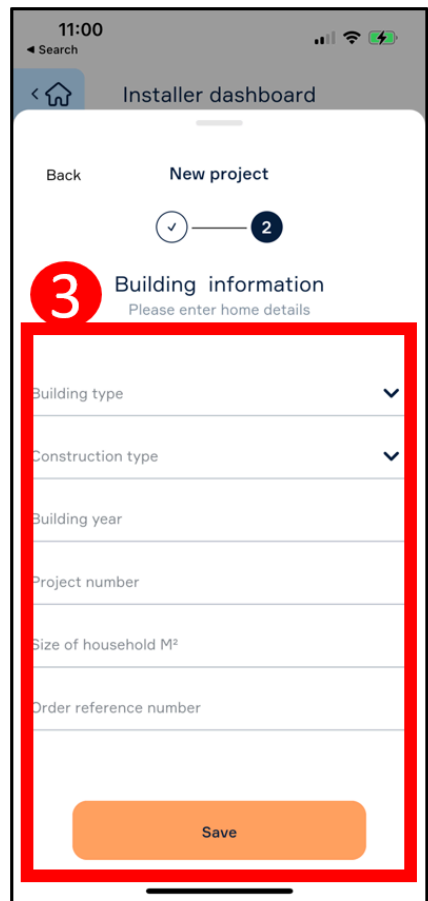 11:00
◄ Search
Installer dashboard
Back
New project
2
3
Building information
Please enter home details
Building type
Construction type
Building year
Project number
Size of household M²
Order reference number
Save